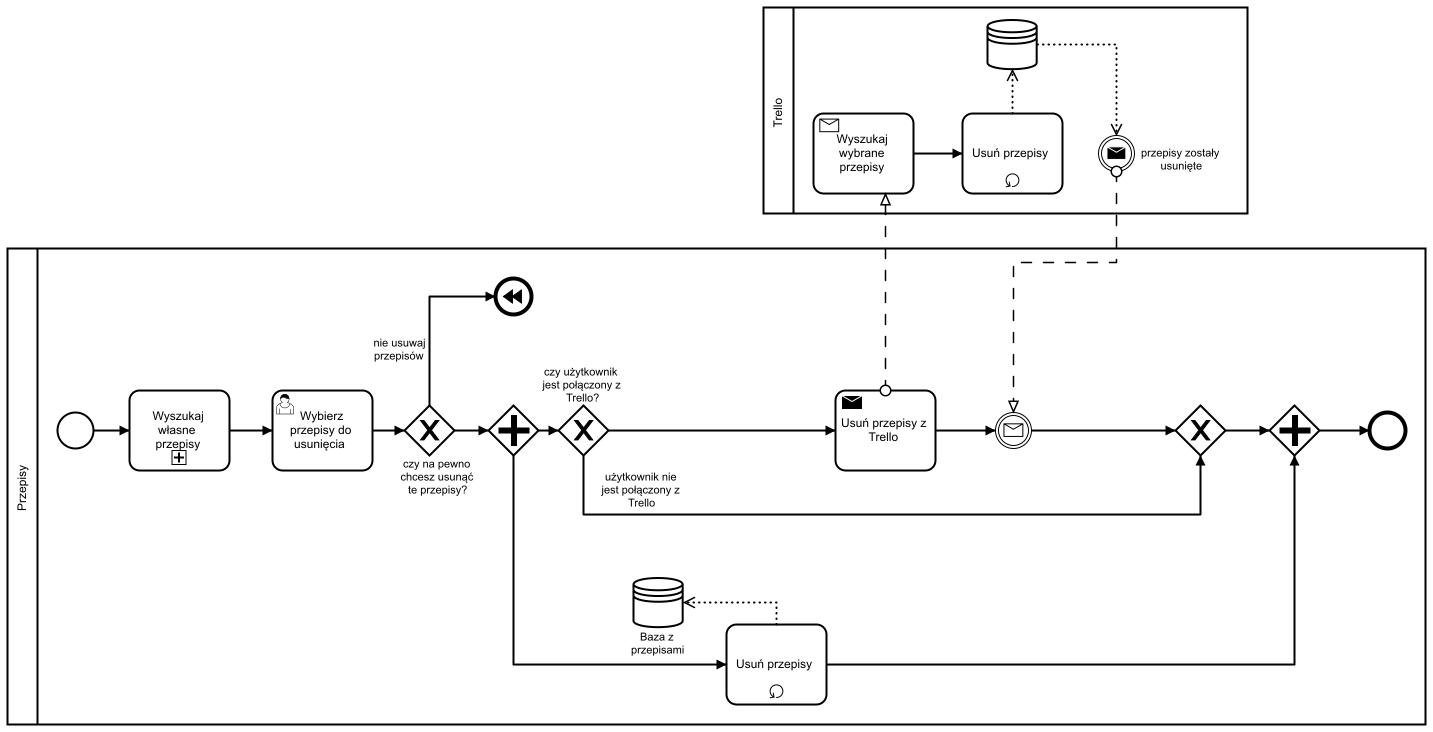 Trello
Wyszukaj
wybrane
przepisy
Usuń przepisy
przepisy zostały
usunięte
Przepisy
nie usuwaj
przepisów
Wyszukaj
własne
przepisy
Wybierz
przepisy do
usunięcia
czy na pewno
chcesz usunąć
te przepisy?
czy użytkownik
jest połączony z
Trello?
użytkownik nie
jest połączony z
Trello
Usuń przepisy z
Trello
Baza z
przepisami
Usuń przepisy